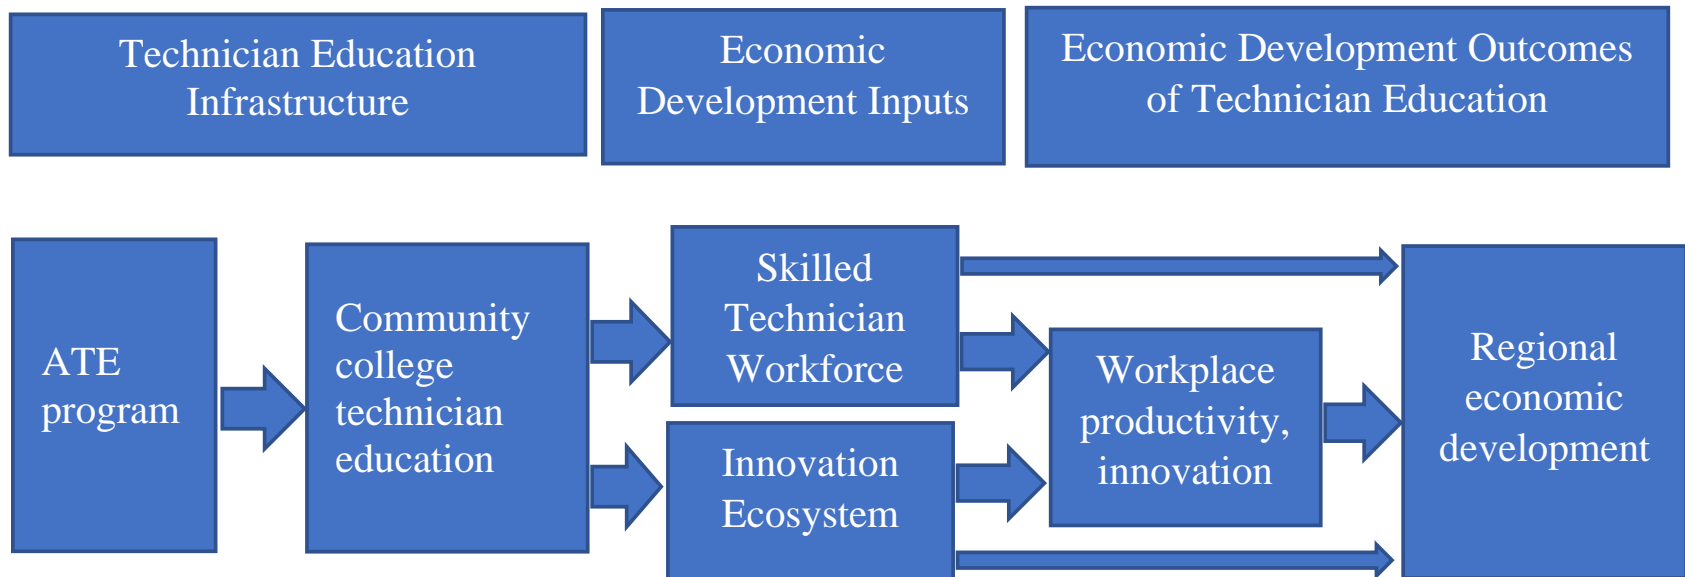 Technician Education
Infrastructure
Economic
Development Inputs
Economic Development Outcomes
of Technician Education
ATE
program
Community
college
technician
education
Skilled
Technician
Workforce
Innovation
Ecosystem
Workplace
productivity,
innovation
Regional
economic
development